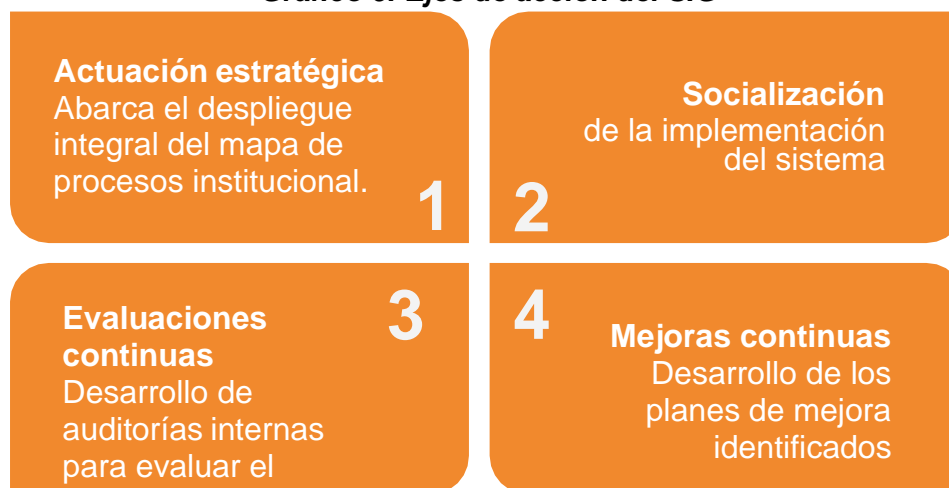 Actuación estratégica
Abarca el despliegue
integral del mapa de
procesos institucional.
1
Socialización
de la implementación
del sistema
2
Evaluaciones
continuas
Desarrollo de
auditorías internas
para evaluar el
3
4
Mejoras continuas
Desarrollo de los
planes de mejora
identificados